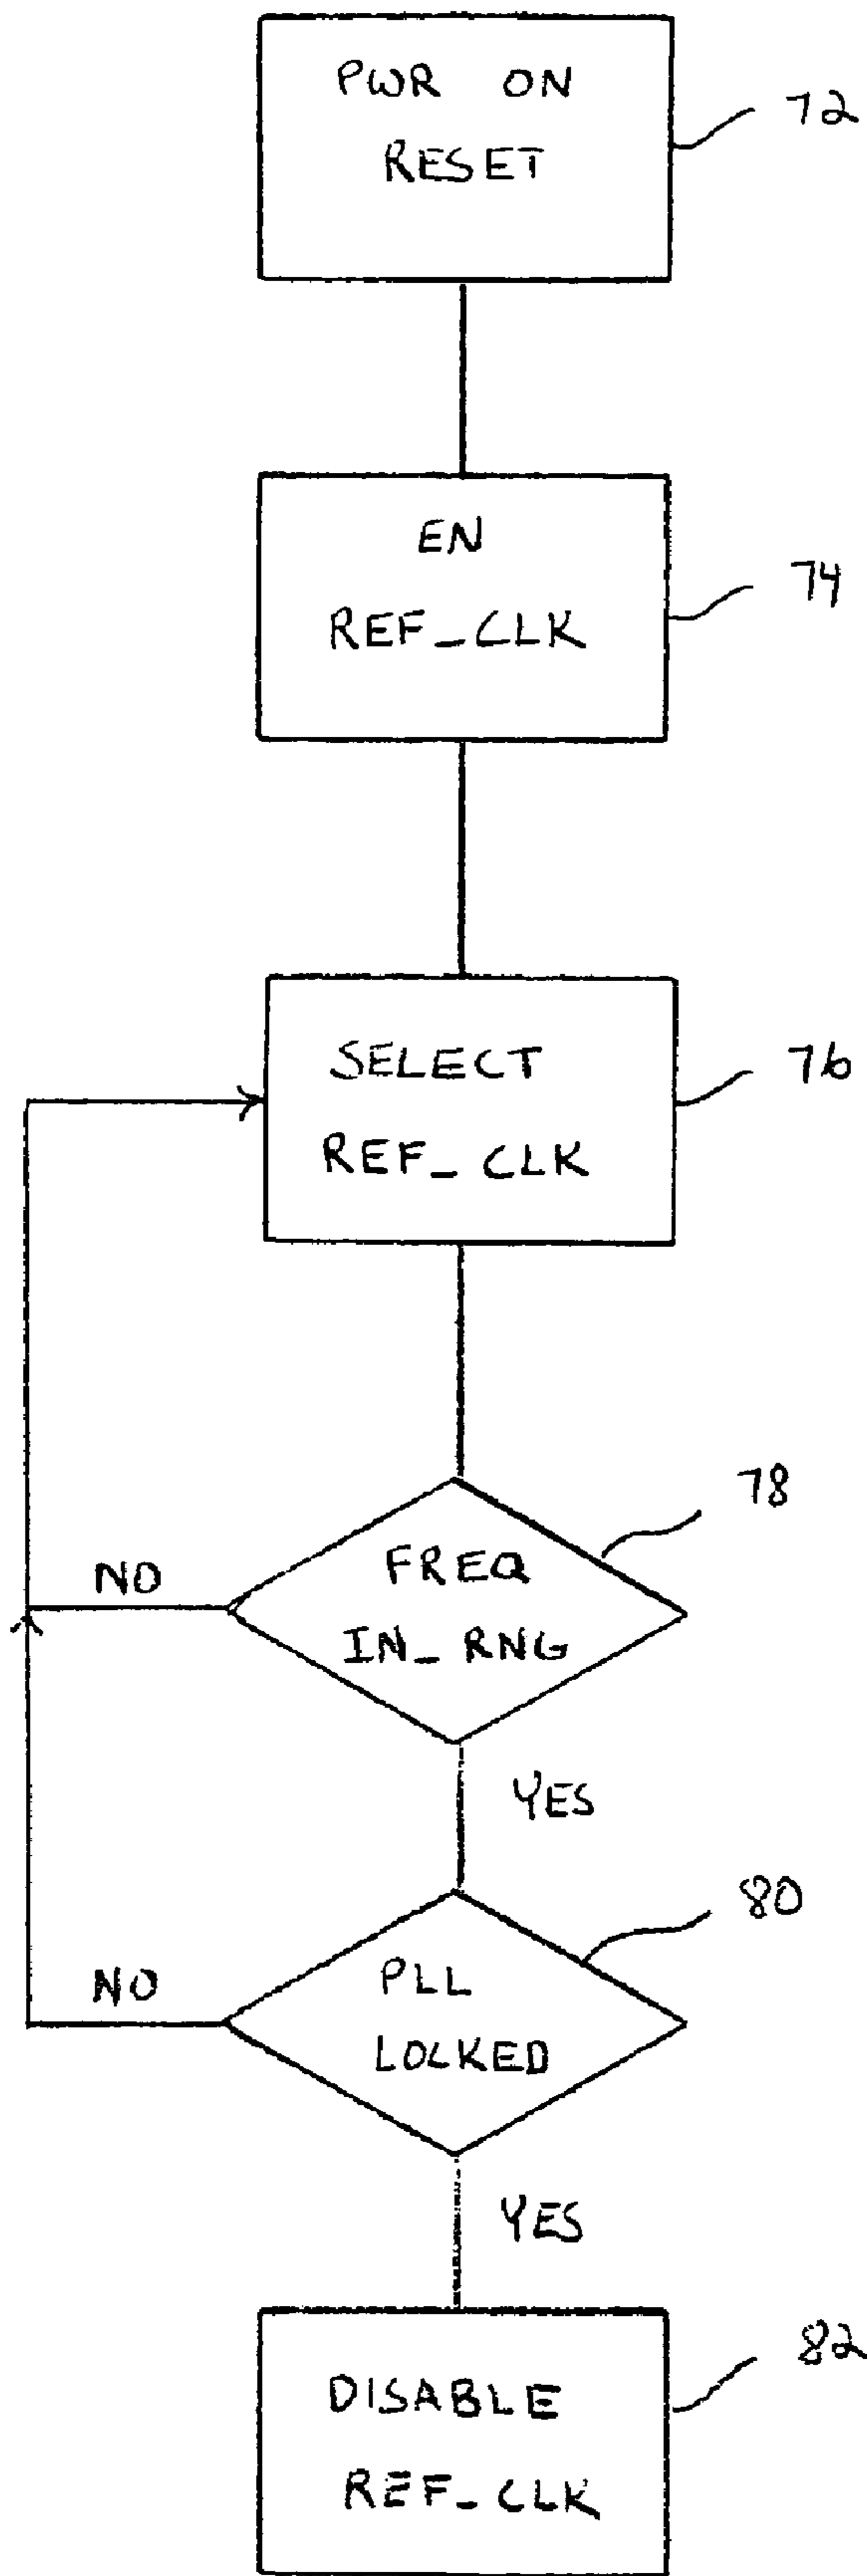 PWR ON
RESET
72
EN
REF_CLK
74
SELECT
REF_CLK
76
FREQ
IN_RNG
78
NO
YES
PLL
LOCKED
80
NO
YES
DISABLE
REF_CLK
82